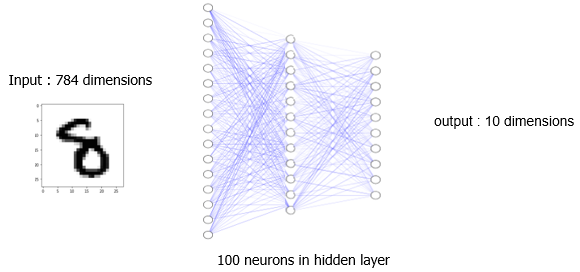 Input : 784 dimensions
output : 10 dimensions
100 neurons in hidden layer